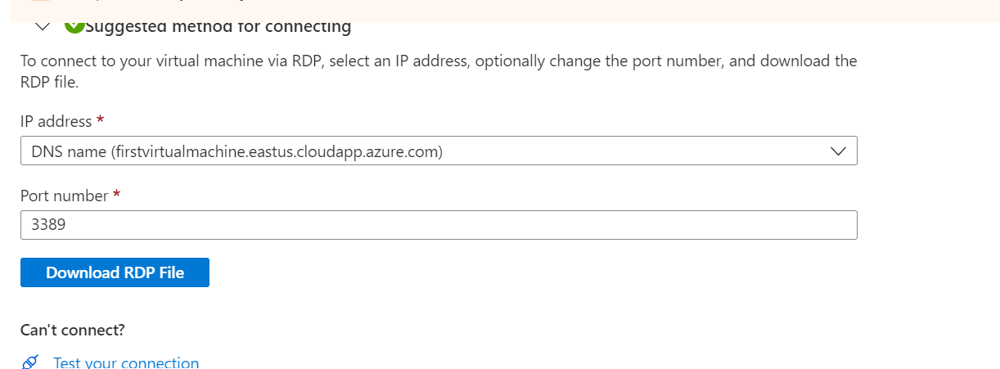 Suggested method for connecting
To connect to your virtual machine via RDP, select an IP address, optionally change the port number, and download the
RDP file.
IP address *
DNS name (firstvirtualmachine.eastus.cloudapp.azure.com)
Port number *
3389
Download RDP File
Can't connect?
Test your connection